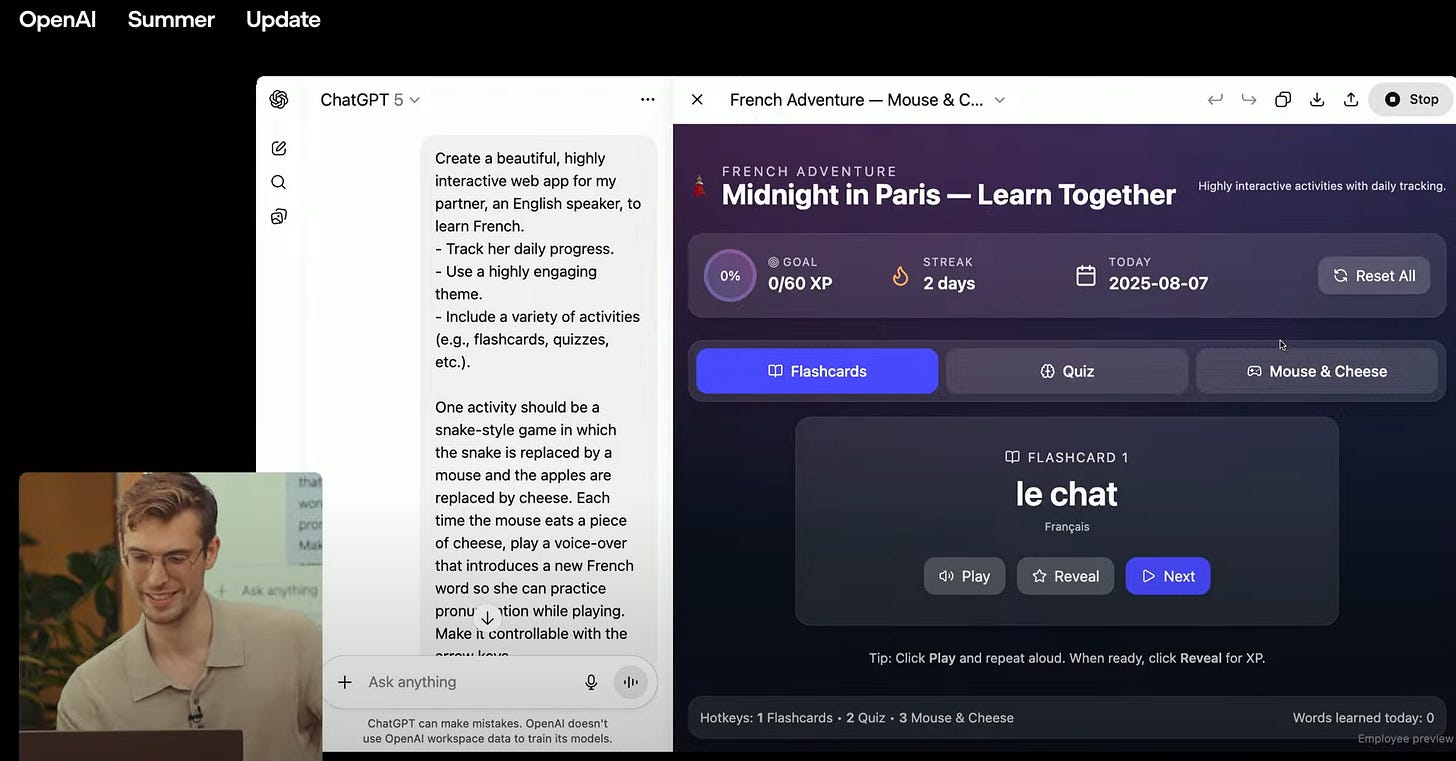 OpenAI Summer Update
ChatGPT 5
Create a beautiful, highly
interactive web app for my
partner, an English speaker, to
learn French.
- Track her daily progress.
- Use a highly engaging
theme.
- Include a variety of activities
(e.g., flashcards, quizzes,
etc.).
One activity should be a
snake-style game in which
the snake is replaced by a
mouse and the apples are
replaced by cheese. Each
time the mouse eats a piece
of cheese, play a voice-over
that introduces a new French
word so she can practice
while playing.
Make it controllable with the
arrow keys
Ask anything
ChatGPT can make mistakes. OpenAI doesn't
use OpenAI workspace data to train its models.
French Adventure — Mouse & C...
Stop
FRENCH ADVENTURE
Midnight in Paris — Learn Together
Highly interactive activities with daily tracking.
0%
GOAL
0/60 XP
STREAK
2 days
TODAY
2025-08-07
Reset All
Flashcards
Quiz
Mouse & Cheese
FLASHCARD 1
le chat
Français
Play
Reveal
Next
Tip: Click Play and repeat aloud. When ready, click Reveal for XP.
Hotkeys: 1 Flashcards • 2 Quiz • 3 Mouse & Cheese
Words learned today: 0
Employee preview
Ask anything